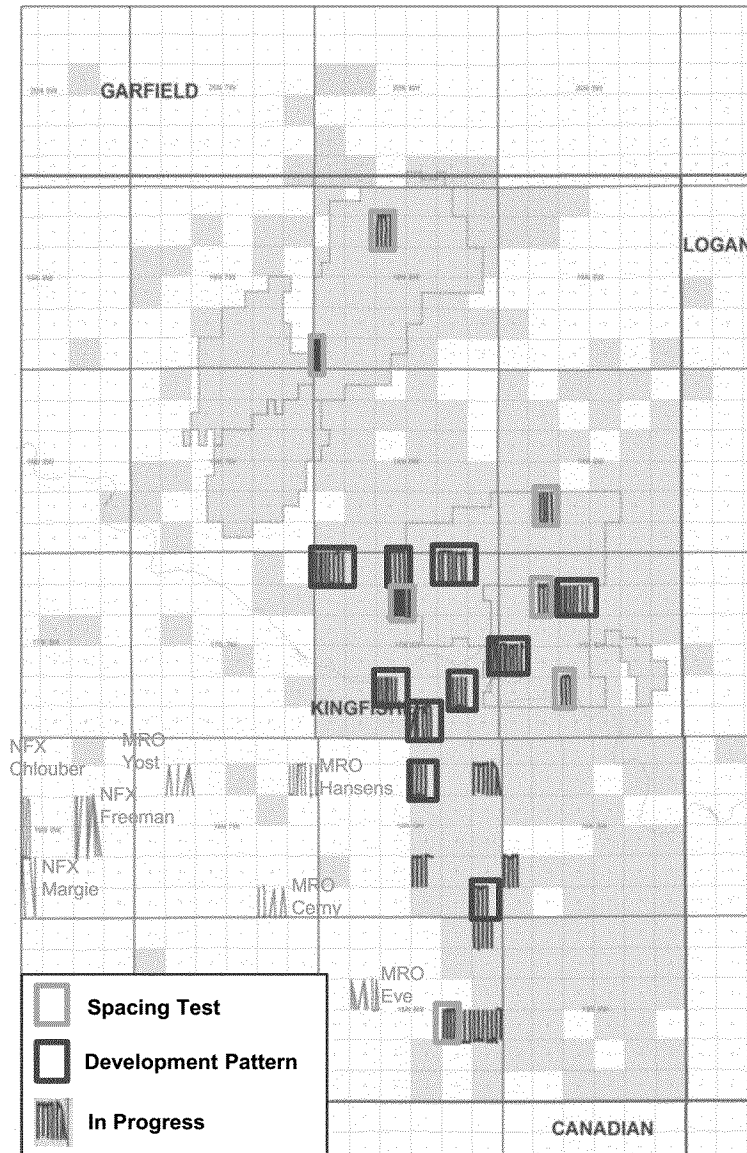 GARFIELD
LOGAN
KINGFISHER
NFX
Chlouber
MRO
Yost
MRO
Hansens
NFX
Freeman
NFX
Margie
MRO
Cerny
MRO
Eve
Spacing Test
Development Pattern
In Progress
CANADIAN